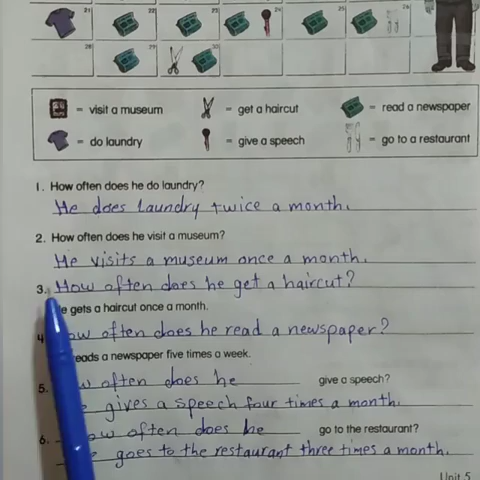 21 22 23 24 25 26
28 29 30
= visit a museum = get a haircut = read a newspaper
= do laundry = give a speech = go to a restaurant
1. How often does he do laundry?
He does laundry twice a month.
2. How often does he visit a museum?
He visits a museum once a month.
3. How often does he get a haircut?
gets a haircut once a month.
often does he read a newspaper?
reads a newspaper five times a week.
5. often does he give a speech?
gives a speech four times a month.
6. How often does he go to the restaurant?
goes to the restaurant three times a month.
Unit 5